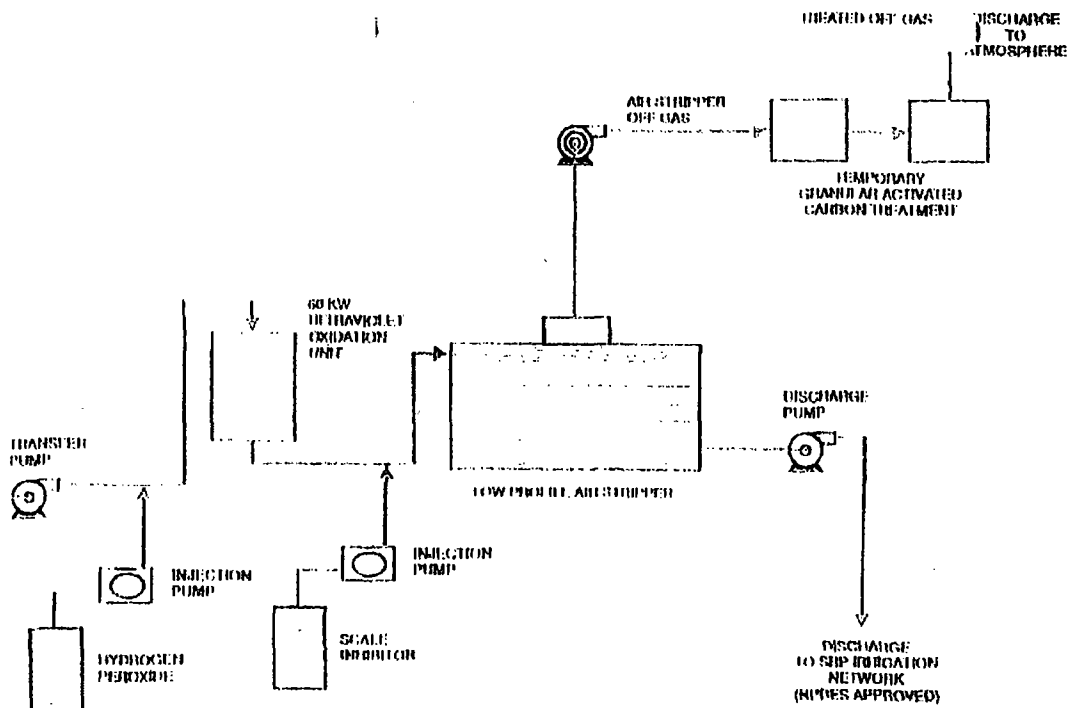 TREATED OFF GAS
DISCHARGE
TO
ATMOSPHERE
AIR STRIPPER
OFF GAS
TEMPORARY
GRANULAR ACTIVATED
CARBON TREATMENT
60 KW
ULTRAVIOLET
OXIDATION
UNIT
DISCHARGE
PUMP
TRANSFER
PUMP
LOW PROFILE AIR STRIPPER
INJECTION
PUMP
INJECTION
PUMP
SCALE
INHIBITOR
HYDROGEN
PEROXIDE
DISCHARGE
TO SRP IRRIGATION
NETWORK
(NPDES APPROVED)